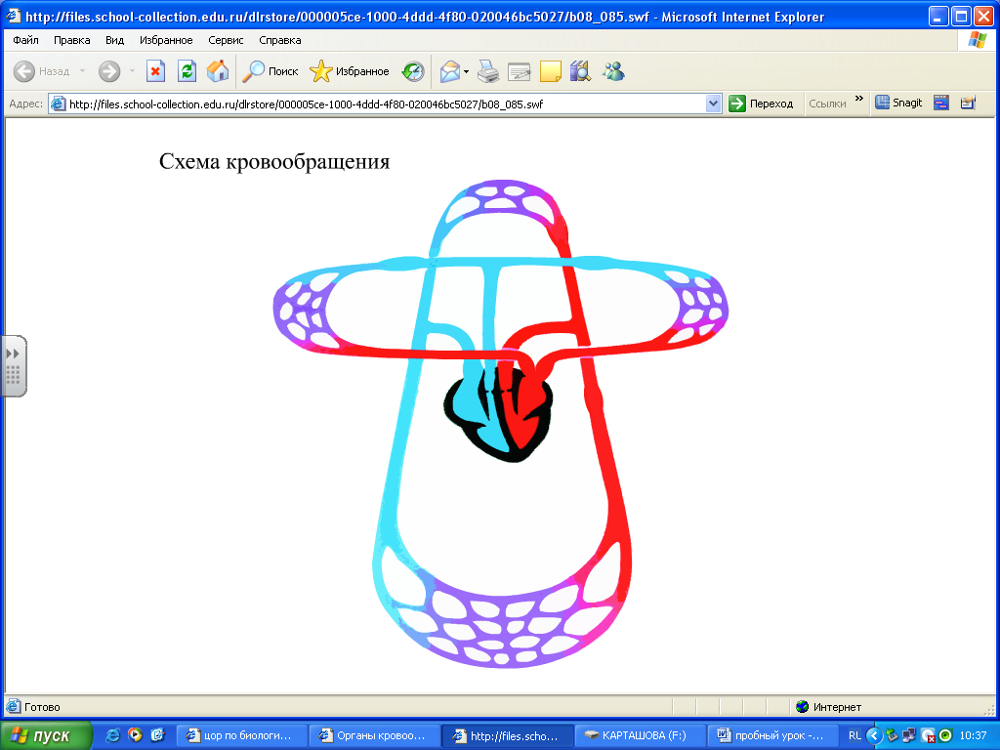 http://files.school-collection.edu.ru/dlrstore/000005ce-1000-4ddd-4f80-020046bc5027/b08_085.swf - Microsoft Internet Explorer
Файл Правка Вид Избранное Сервис Справка
Назад Поиск Избранное
Адрес: http://files.school-collection.edu.ru/dlrstore/000005ce-1000-4ddd-4f80-020046bc5027/b08_085.swf Переход Ссылки » Snagit
Схема кровообращения
Готово Интернет
пуск цор по биологи... Органы кровоо... http://files.scho... КАРТАШОВА (F:) пробный урок -... RL 10:37